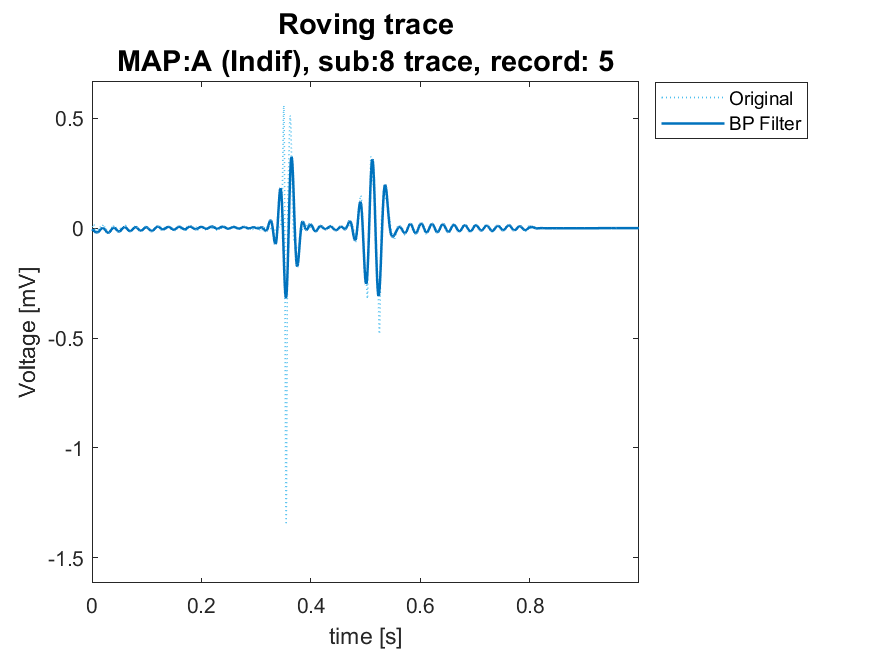 Roving trace
MAP:A (Indif), sub:8 trace, record: 5
Original
BP Filter
0.5
0
-0.5
-1
-1.5
Voltage [mV]
0 0.2 0.4 0.6 0.8
time [s]